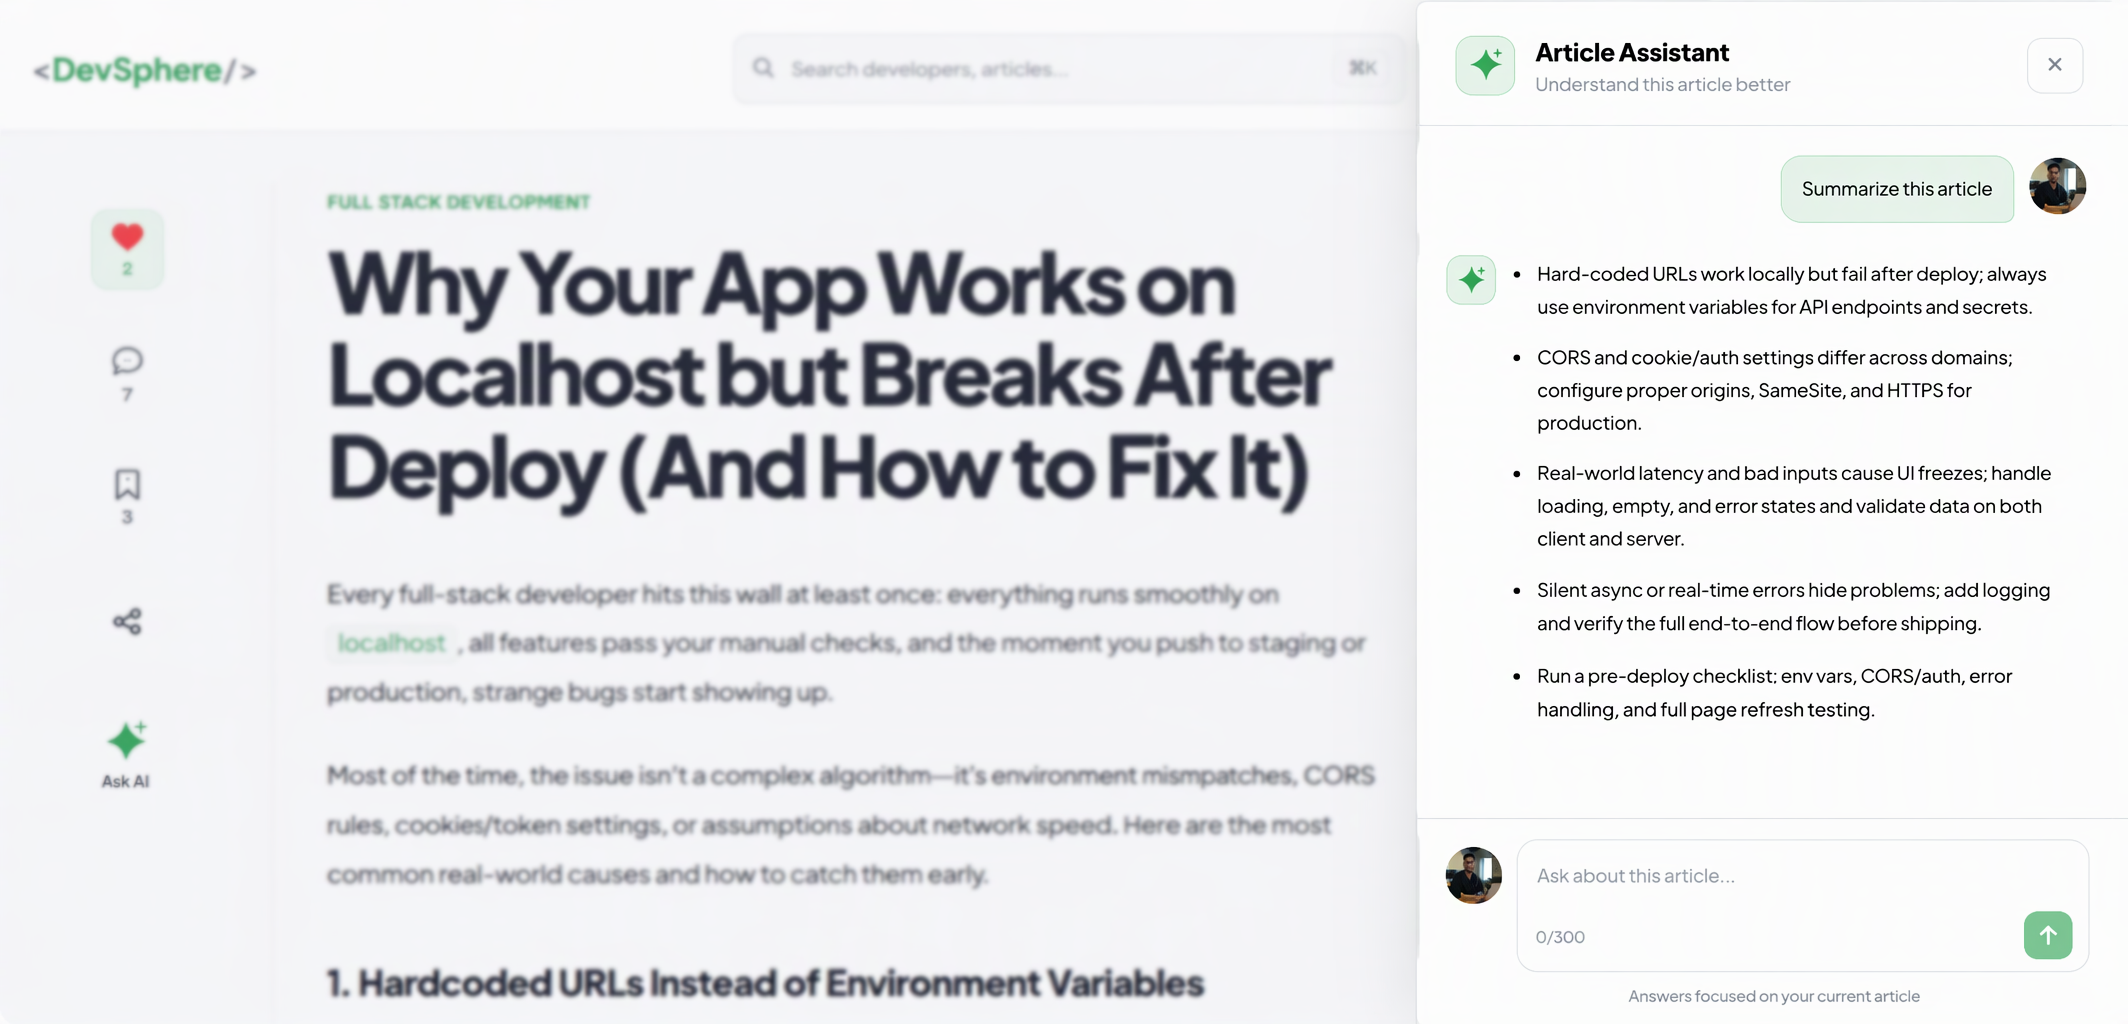 <DevSphere/>
Search developers, articles...
⌘K
2
7
3
Ask AI
FULL STACK DEVELOPMENT
Why Your App Works on
Localhost but Breaks After
Deploy (And How to Fix It)
Every full-stack developer hits this wall at least once: everything runs smoothly on
localhost , all features pass your manual checks, and the moment you push to staging or
production, strange bugs start showing up.
Most of the time, the issue isn't a complex algorithm—it's environment mismpatches, CORS
rules, cookies/token settings, or assumptions about network speed. Here are the most
common real-world causes and how to catch them early.
1. Hardcoded URLs Instead of Environment Variables
Article Assistant
Understand this article better
Summarize this article
• Hard-coded URLs work locally but fail after deploy; always
use environment variables for API endpoints and secrets.
• CORS and cookie/auth settings differ across domains;
configure proper origins, SameSite, and HTTPS for
production.
• Real-world latency and bad inputs cause UI freezes; handle
loading, empty, and error states and validate data on both
client and server.
• Silent async or real-time errors hide problems; add logging
and verify the full end-to-end flow before shipping.
• Run a pre-deploy checklist: env vars, CORS/auth, error
handling, and full page refresh testing.
Ask about this article...
0/300
Answers focused on your current article